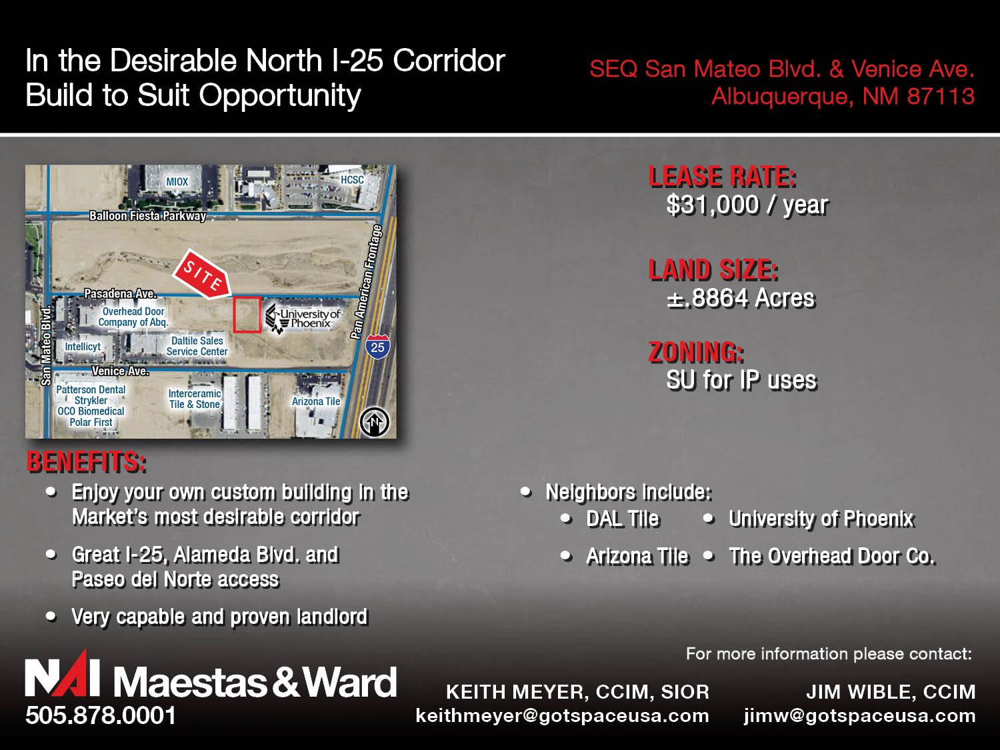 In the Desirable North I-25 Corridor
Build to Suit Opportunity
SEQ San Mateo Blvd. & Venice Ave.
Albuquerque, NM 87113
MIOX
HCSC
Balloon Fiesta Parkway
SITE
Pasadena Ave.
Pan American Frontage
San Mateo Blvd.
Overhead Door
Company of Abq.
University of
Phoenix
Intellicyt
Daltile Sales
Service Center
25
Venice Ave.
Patterson Dental
Strykler
OCO Biomedical
Polar First
Interceramic
Tile & Stone
Arizona Tile
N
LEASE RATE:
$31,000 / year
LAND SIZE:
±.8864 Acres
ZONING:
SU for IP uses
BENEFITS:
• Enjoy your own custom building in the
Market's most desirable corridor
• Great I-25, Alameda Blvd. and
Paseo del Norte access
• Very capable and proven landlord
• Neighbors include:
• DAL Tile • University of Phoenix
• Arizona Tile • The Overhead Door Co.
NAI Maestas & Ward
505.878.0001
For more information please contact:
KEITH MEYER, CCIM, SIOR
keithmeyer@gotspaceusa.com
JIM WIBLE, CCIM
jimw@gotspaceusa.com